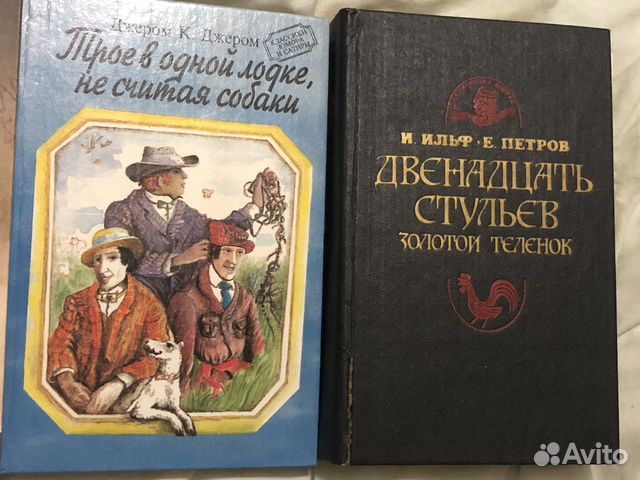 Джером К. Джером
КЛАССИКИ
ЮМОРА
И САТИРЫ
Трое в одной лодке,
не считая собаки
И. ИЛЬФ · Е. ПЕТРОВ
ДВЕНАДЦАТЬ
СТУЛЬЕВ
ЗОЛОТОЙ ТЕЛЕНОК
Avito